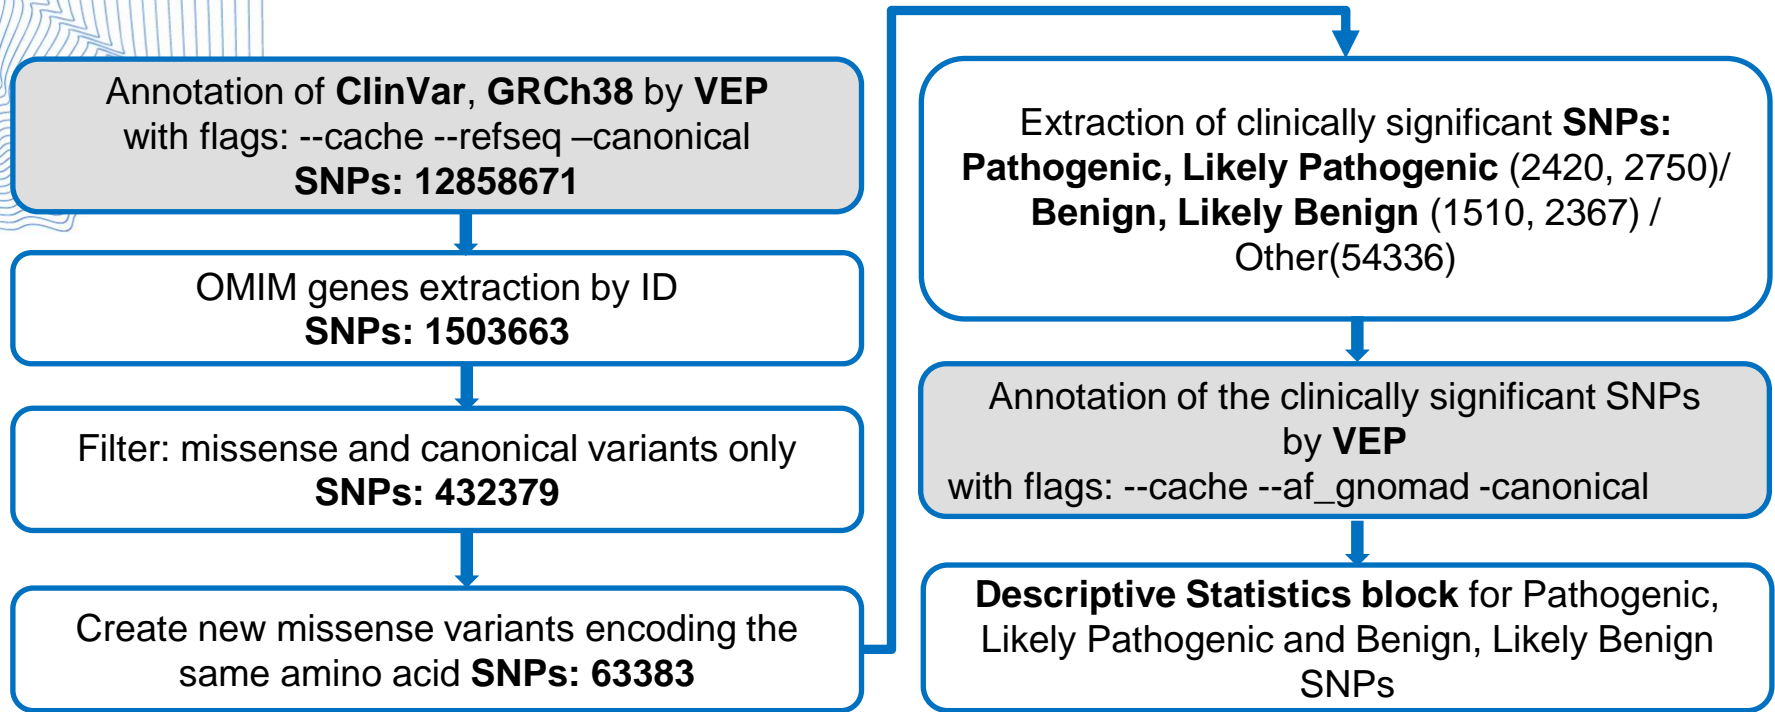 Annotation of ClinVar, GRCh38 by VEP
with flags: --cache --refseq –canonical
SNPs: 12858671
OMIM genes extraction by ID
SNPs: 1503663
Filter: missense and canonical variants only
SNPs: 432379
Create new missense variants encoding the
same amino acid SNPs: 63383
Extraction of clinically significant SNPs:
Pathogenic, Likely Pathogenic (2420, 2750)/
Benign, Likely Benign (1510, 2367) /
Other(54336)
Annotation of the clinically significant SNPs
by VEP
with flags: --cache --af_gnomad -canonical
Descriptive Statistics block for Pathogenic,
Likely Pathogenic and Benign, Likely Benign
SNPs